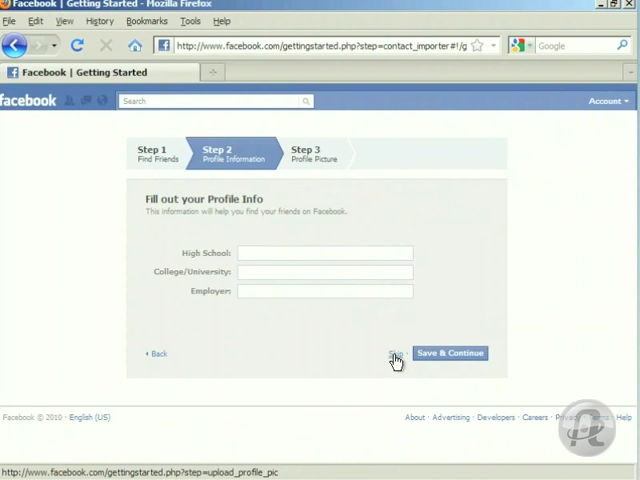 Facebook | Getting Started - Mozilla Firefox
File Edit View History Bookmarks Tools Help
http://www.facebook.com/gettingstarted.php?step=contact_importer#!/g
Google
Facebook | Getting Started
facebook
Search
Account
Step 1
Find Friends
Step 2
Profile Information
Step 3
Profile Picture
Fill out your Profile Info
This information will help you find your friends on Facebook.
High School:
College/University:
Employer:
Back
Skip · Save & Continue
Facebook © 2010 · English (US)
About · Advertising · Developers · Careers · Privacy · Terms · Help
http://www.facebook.com/gettingstarted.php?step=upload_profile_pic